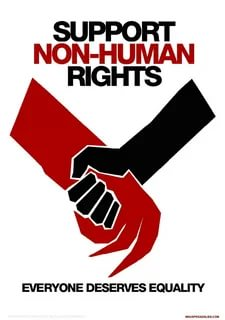 SUPPORT
NON-HUMAN
RIGHTS
EVERYONE DESERVES EQUALITY